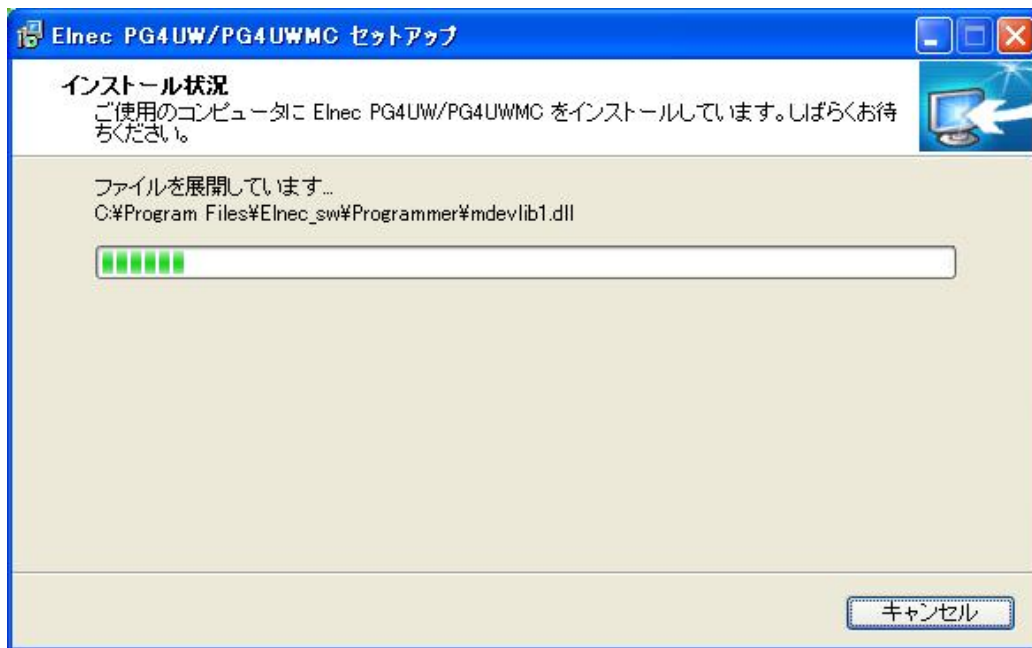 Elnec PG4UW/PG4UWMC セットアップ
インストール状況
ご使用のコンピュータに Elnec PG4UW/PG4UWMC をインストールしています。しばらくお待
ちください。
ファイルを展開しています...
C:¥Program Files¥Elnec_sw¥Programmer¥mdevlib1.dll
キャンセル